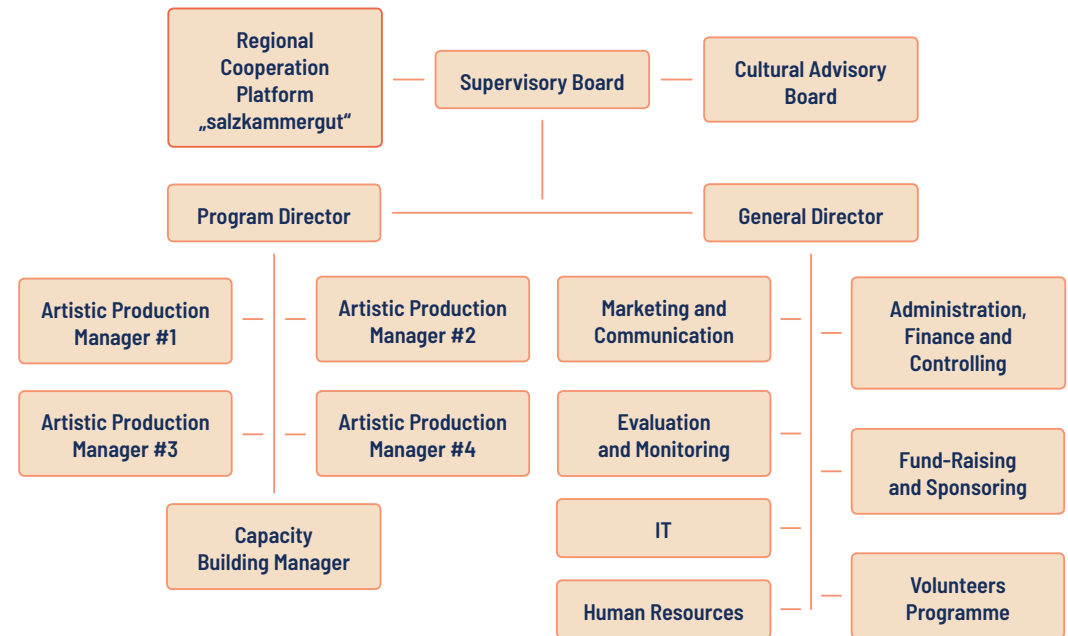 Regional
Cooperation
Platform
„salzkammergut“
Supervisory Board
Cultural Advisory
Board
Program Director
General Director
Artistic Production
Manager #1
Artistic Production
Manager #2
Marketing and
Communication
Administration,
Finance and
Controlling
Artistic Production
Manager #3
Artistic Production
Manager #4
Evaluation
and Monitoring
Fund-Raising
and Sponsoring
Capacity
Building Manager
IT
Human Resources
Volunteers
Programme